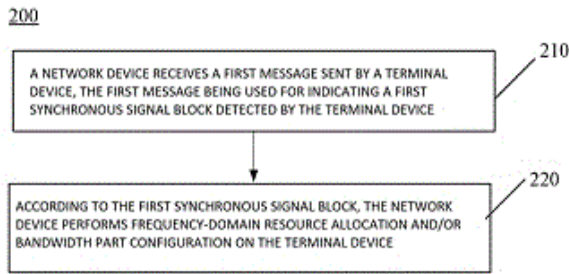 200
210
A NETWORK DEVICE RECEIVES A FIRST MESSAGE SENT BY A TERMINAL
DEVICE, THE FIRST MESSAGE BEING USED FOR INDICATING A FIRST
SYNCHRONOUS SIGNAL BLOCK DETECTED BY THE TERMINAL DEVICE
220
ACCORDING TO THE FIRST SYNCHRONOUS SIGNAL BLOCK, THE NETWORK
DEVICE PERFORMS FREQUENCY-DOMAIN RESOURCE ALLOCATION AND/OR
BANDWIDTH PART CONFIGURATION ON THE TERMINAL DEVICE